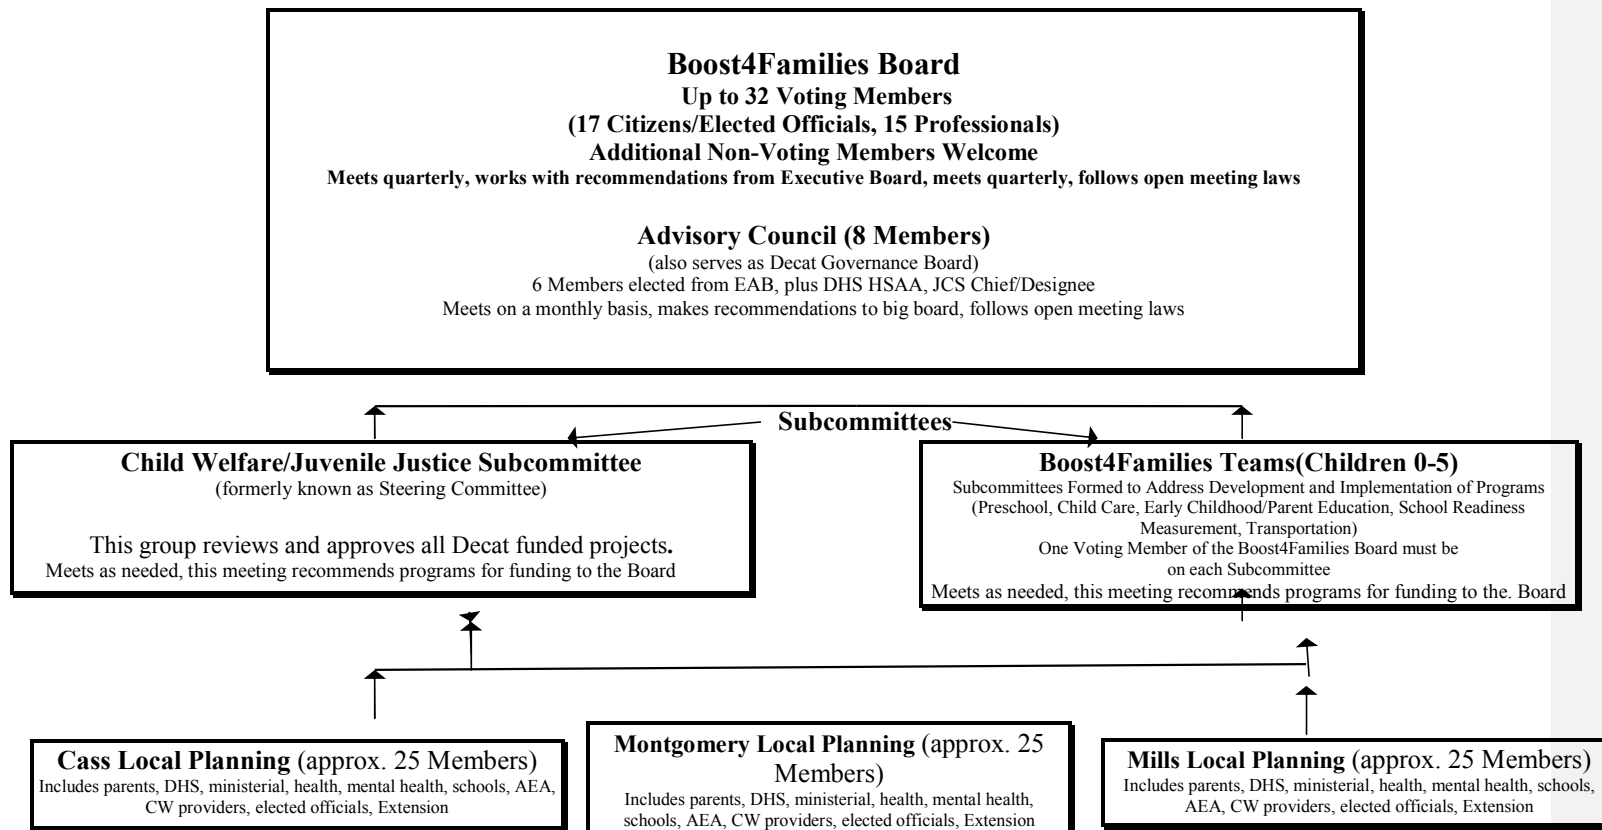 Boost4Families Board
Up to 32 Voting Members
(17 Citizens/Elected Officials, 15 Professionals)
Additional Non-Voting Members Welcome
Meets quarterly, works with recommendations from Executive Board, meets quarterly, follows open meeting laws
Advisory Council (8 Members)
(also serves as Decat Governance Board)
6 Members elected from EAB, plus DHS HSAA, JCS Chief/Designee
Meets on a monthly basis, makes recommendations to big board, follows open meeting laws
Subcommittees
Child Welfare/Juvenile Justice Subcommittee
(formerly known as Steering Committee)
This group reviews and approves all Decat funded projects.
Meets as needed, this meeting recommends programs for funding to the Board
Boost4Families Teams(Children 0-5)
Subcommittees Formed to Address Development and Implementation of Programs
(Preschool, Child Care, Early Childhood/Parent Education, School Readiness
Measurement, Transportation)
One Voting Member of the Boost4Families Board must be
on each Subcommittee
Meets as needed, this meeting recommends programs for funding to the. Board
Cass Local Planning (approx. 25 Members)
Includes parents, DHS, ministerial, health, mental health, schools, AEA,
CW providers, elected officials, Extension
Montgomery Local Planning (approx. 25
Members)
Includes parents, DHS, ministerial, health, mental health,
schools, AEA, CW providers, elected officials, Extension
Mills Local Planning (approx. 25 Members)
Includes parents, DHS, ministerial, health, mental health, schools,
AEA, CW providers, elected officials, Extension